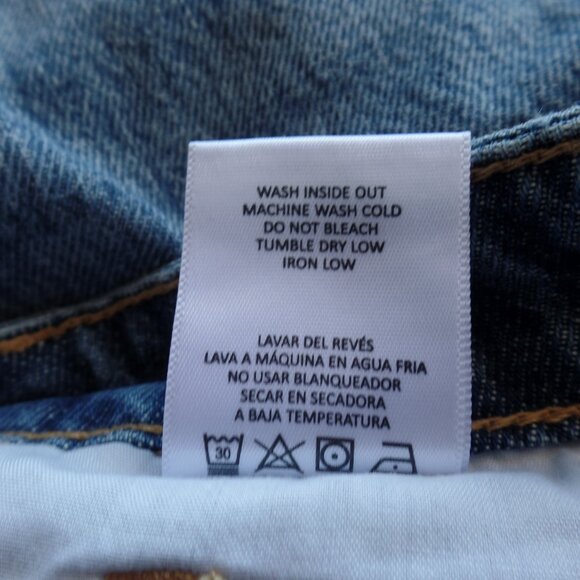 WASH INSIDE OUT
MACHINE WASH COLD
DO NOT BLEACH
TUMBLE DRY LOW
IRON LOW
LAVAR DEL REVÉS
LAVA A MÁQUINA EN AGUA FRIA
NO USAR BLANQUEADOR
SECAR EN SECADORA
A BAJA TEMPERATURA
30